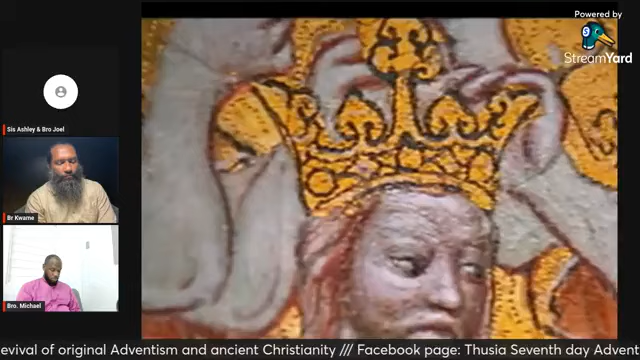 Powered by
StreamYard
Sis Ashley & Bro Joel
Br Kwame
Bro. Michael
evival of original Adventism and ancient Christianity /// Facebook page: Thusia Seventh day Advent